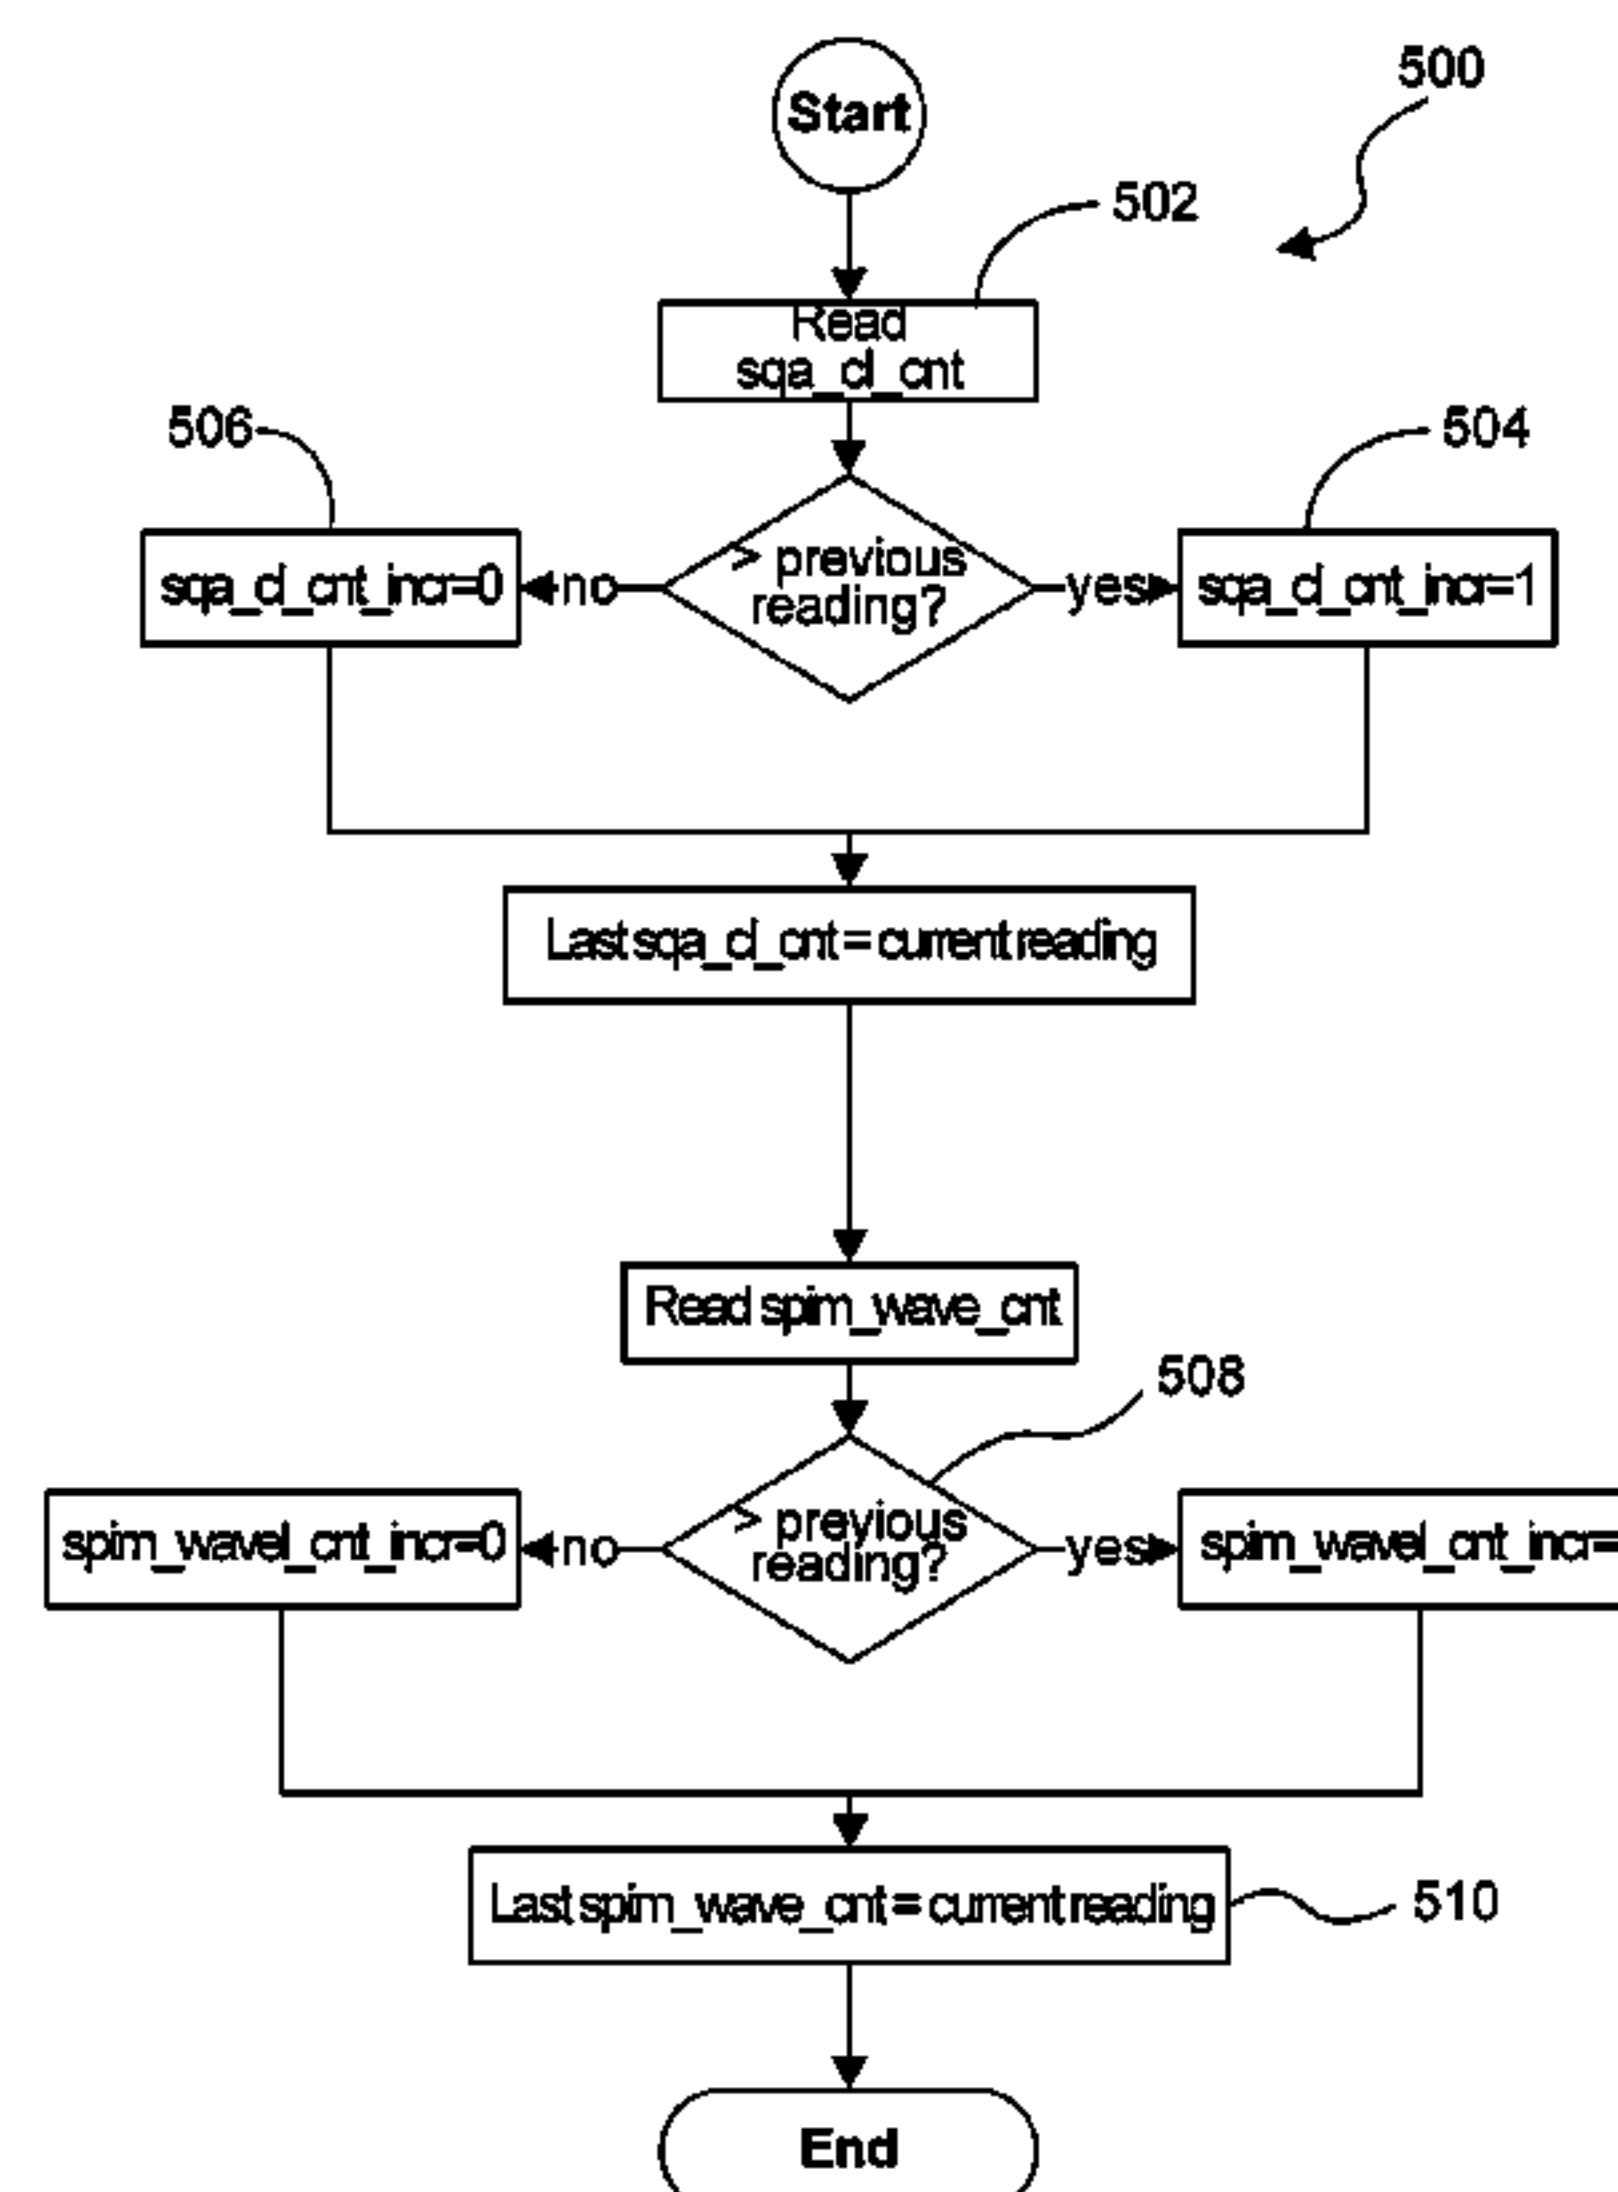 500
Start
502
Read
sqa_cl_cnt
506
504
> previous
reading?
no
yes
sqa_cl_cnt_incr=0
sqa_cl_cnt_incr=1
Last sqa_cl_cnt = current reading
Read spim_wave_cnt
508
> previous
reading?
no
yes
spim_wavel_cnt_incr=0
spim_wavel_cnt_incr=
Last spim_wave_cnt = current reading
510
End